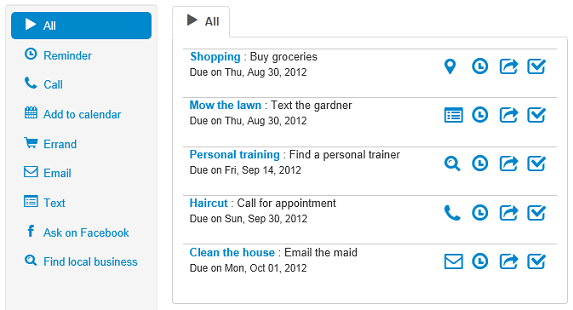 All
Reminder
Call
Add to calendar
Errand
Email
Text
Ask on Facebook
Find local business
All
Shopping : Buy groceries
Due on Thu, Aug 30, 2012
Mow the lawn : Text the gardner
Due on Thu, Aug 30, 2012
Personal training : Find a personal trainer
Due on Fri, Sep 14, 2012
Haircut : Call for appointment
Due on Sun, Sep 30, 2012
Clean the house : Email the maid
Due on Mon, Oct 01, 2012